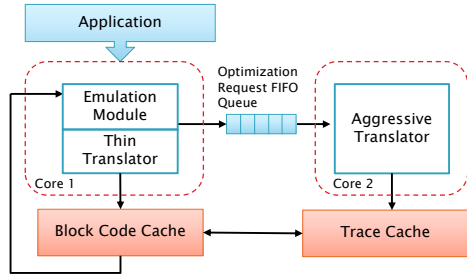 Application
Optimization
Request FIFO
Queue
Emulation
Module
Thin
Translator
Aggressive
Translator
Core 1
Core 2
Block Code Cache
Trace Cache